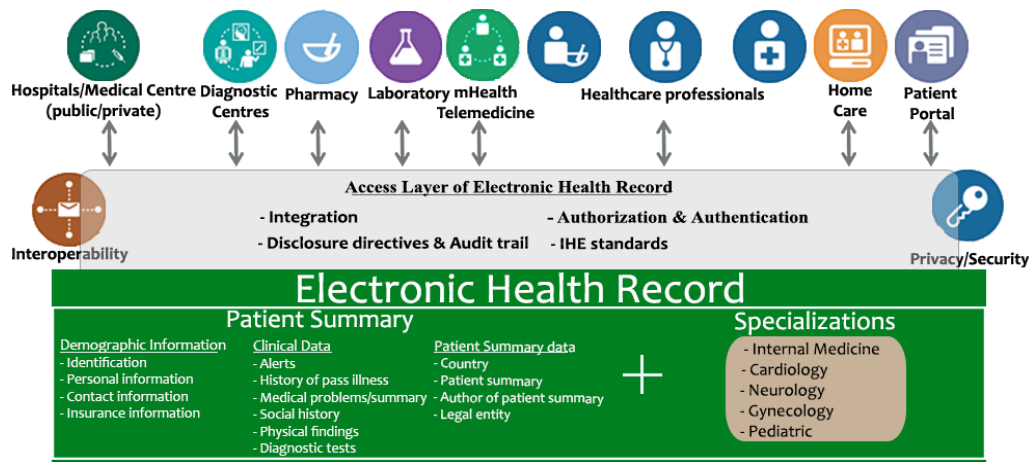 Hospitals/Medical Centre
(public/private)
Diagnostic
Centres
Pharmacy
Laboratory
mHealth
Telemedicine
Healthcare professionals
Home
Care
Patient
Portal
Interoperability
Privacy/Security
Access Layer of Electronic Health Record
- Integration
- Authorization & Authentication
- Disclosure directives & Audit trail
- IHE standards
Electronic Health Record
Patient Summary
Demographic Information
- Identification
- Personal information
- Contact information
- Insurance information
Clinical Data
- Alerts
- History of pass illness
- Medical problems/summary
- Social history
- Physical findings
- Diagnostic tests
Patient Summary data
- Country
- Patient summary
- Author of patient summary
- Legal entity
+
Specializations
- Internal Medicine
- Cardiology
- Neurology
- Gynecology
- Pediatric